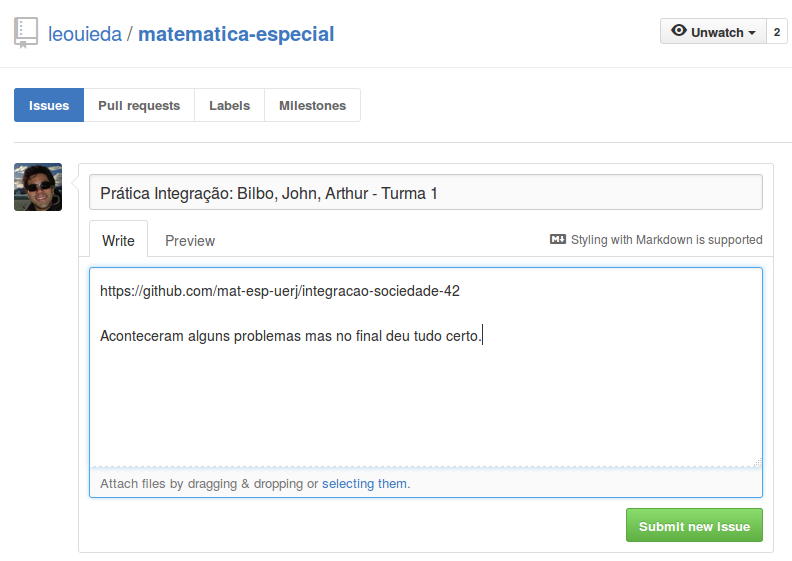 leouieda / matematica-especial
Unwatch 2
Issues Pull requests Labels Milestones
Prática Integração: Bilbo, John, Arthur - Turma 1
Write Preview Styling with Markdown is supported
https://github.com/mat-esp-uerj/integracao-sociedade-42
Aconteceram alguns problemas mas no final deu tudo certo.
Attach files by dragging & dropping or selecting them.
Submit new issue